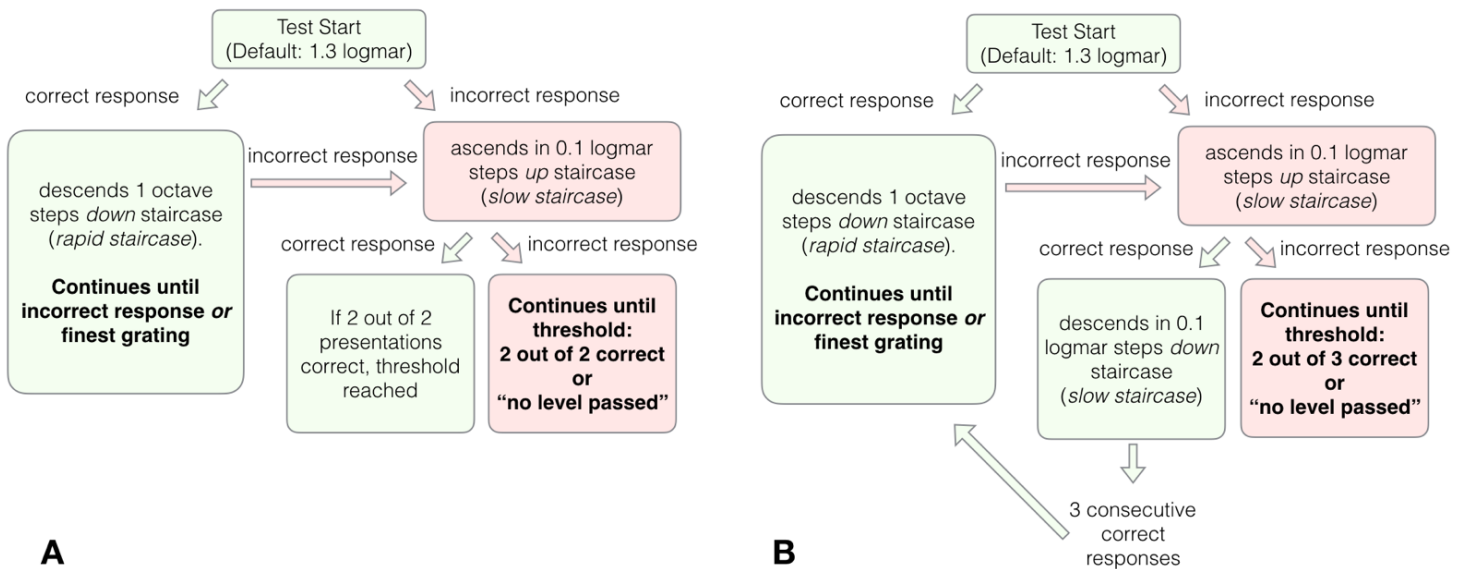 Test Start
(Default: 1.3 logmar)
correct response
incorrect response
descends 1 octave
steps down staircase
(rapid staircase).
Continues until
incorrect response or
finest grating
incorrect response
ascends in 0.1 logmar
steps up staircase
(slow staircase)
correct response
incorrect response
If 2 out of 2
presentations
correct, threshold
reached
Continues until
threshold:
2 out of 2 correct
or
“no level passed”
A
Test Start
(Default: 1.3 logmar)
correct response
incorrect response
descends 1 octave
steps down staircase
(rapid staircase).
Continues until
incorrect response or
finest grating
incorrect response
ascends in 0.1 logmar
steps up staircase
(slow staircase)
correct response
incorrect response
descends in 0.1
logmar steps down
staircase
(slow staircase)
Continues until
threshold:
2 out of 3 correct
or
“no level passed”
3 consecutive
correct
responses
B